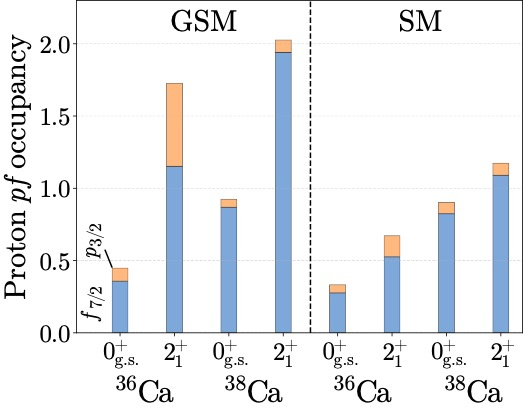 GSM SM
Proton pf occupancy
2.0
1.5
1.0
0.5
0.0
p3/2
f7/2
0⁺g.s. 2⁺1 0⁺g.s. 2⁺1 0⁺g.s. 2⁺1 0⁺g.s. 2⁺1
³⁶Ca ³⁸Ca ³⁶Ca ³⁸Ca